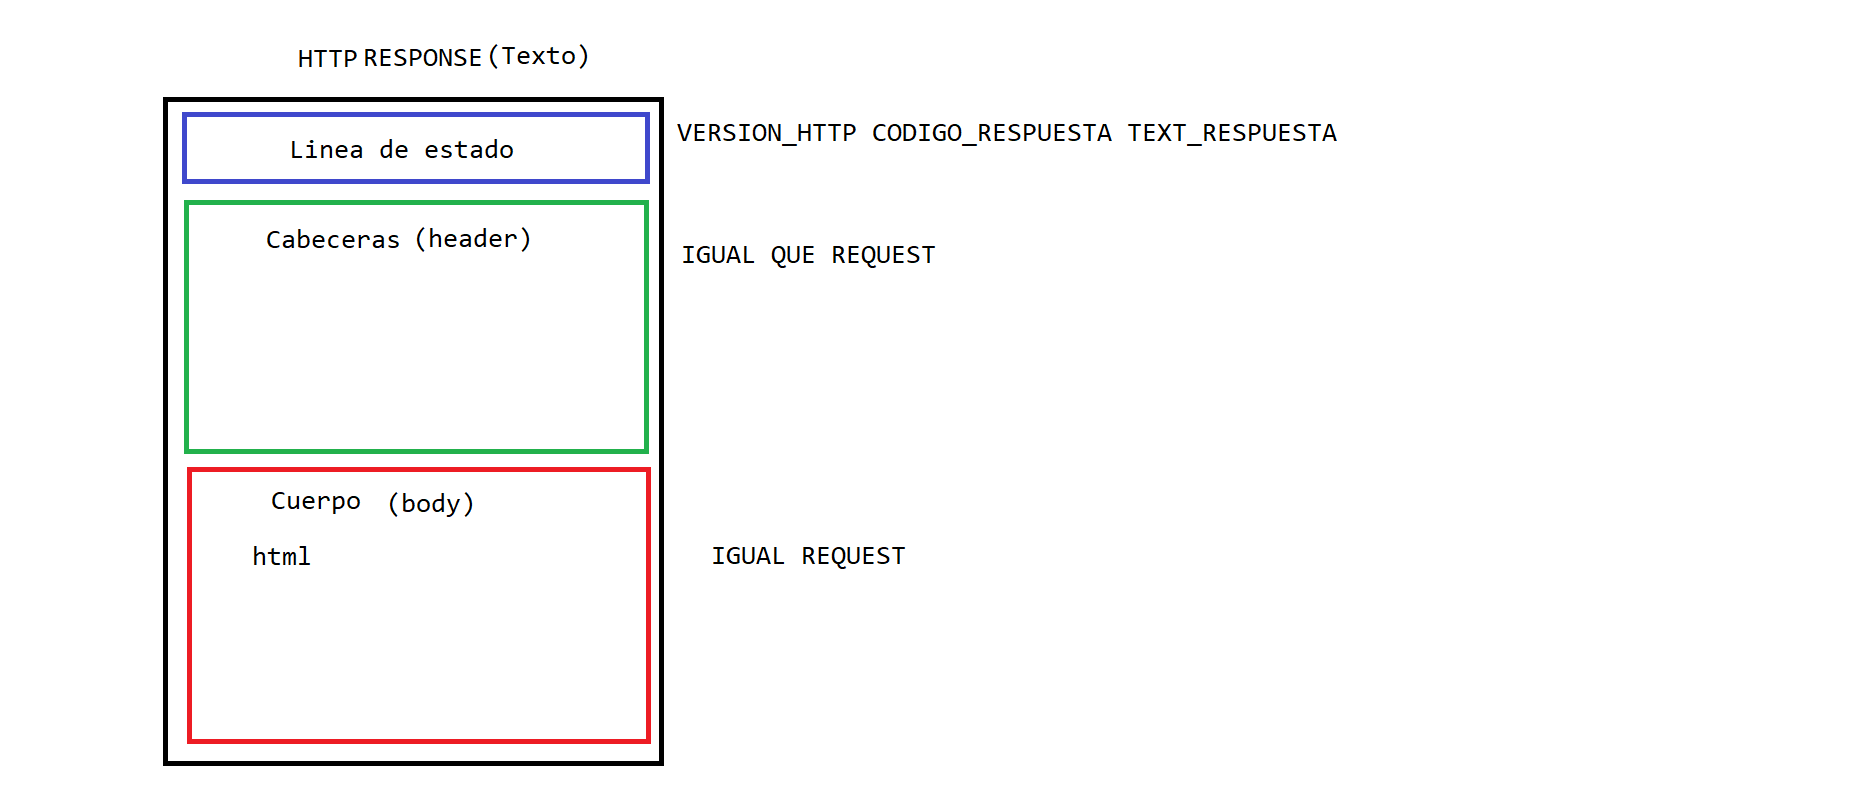 HTTP RESPONSE (Texto)
Linea de estado
VERSION_HTTP CODIGO_RESPUESTA TEXT_RESPUESTA
Cabeceras (header)
IGUAL QUE REQUEST
Cuerpo (body)
html
IGUAL REQUEST